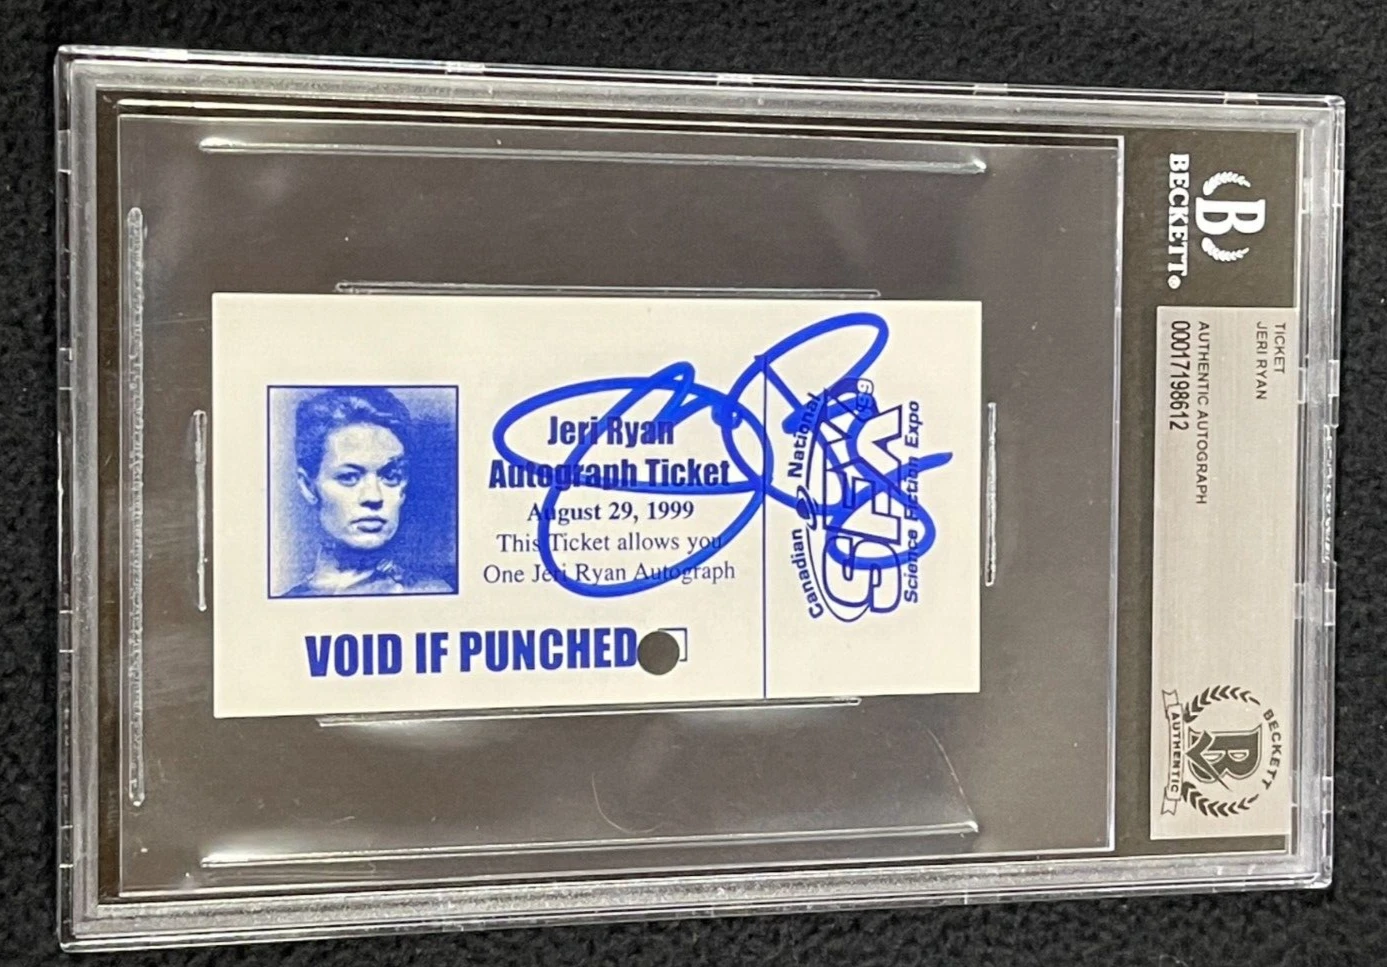 Jeri Ryan
Autograph Ticket
August 29, 1999
This Ticket allows you
One Jeri Ryan Autograph
VOID IF PUNCHED
Canadian National
Science Fiction Expo
B
BECKETT®
TICKET
JERI RYAN
AUTHENTIC AUTOGRAPH
00017198612
BECKETT
B
AUTHENTIC